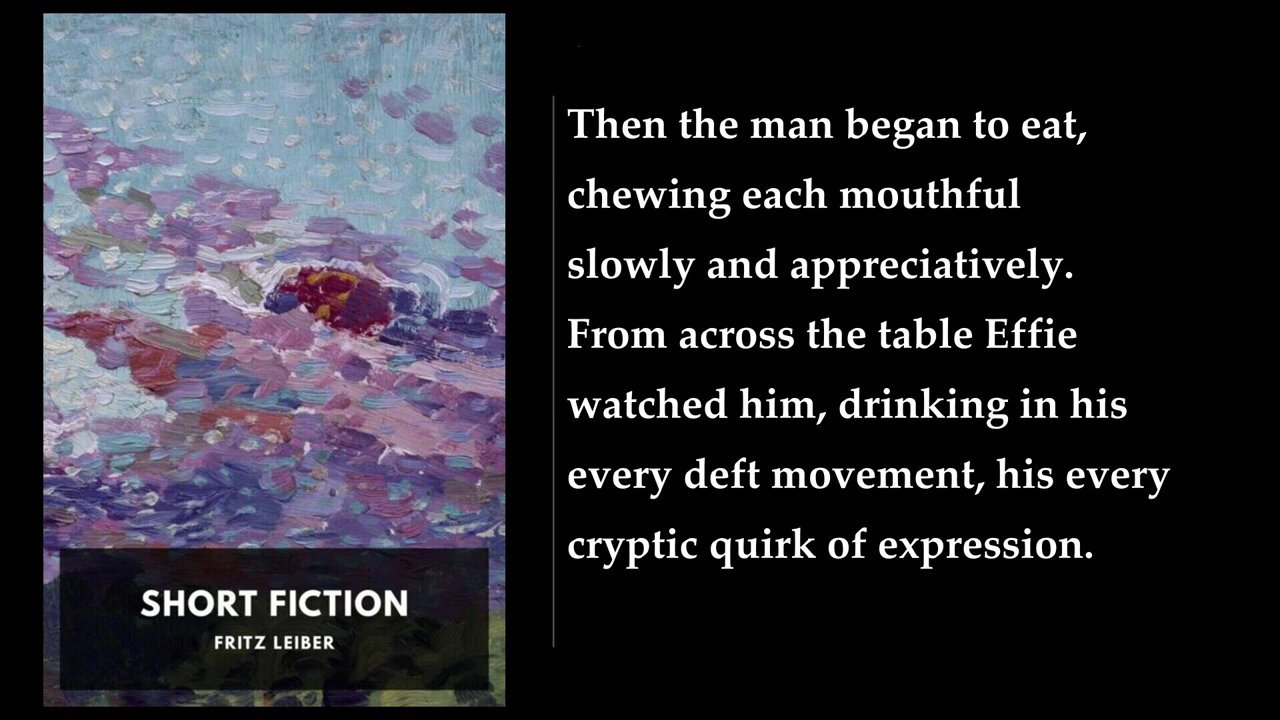 SHORT FICTION
FRITZ LEIBER
Then the man began to eat,
chewing each mouthful
slowly and appreciatively.
From across the table Effie
watched him, drinking in his
every deft movement, his every
cryptic quirk of expression.